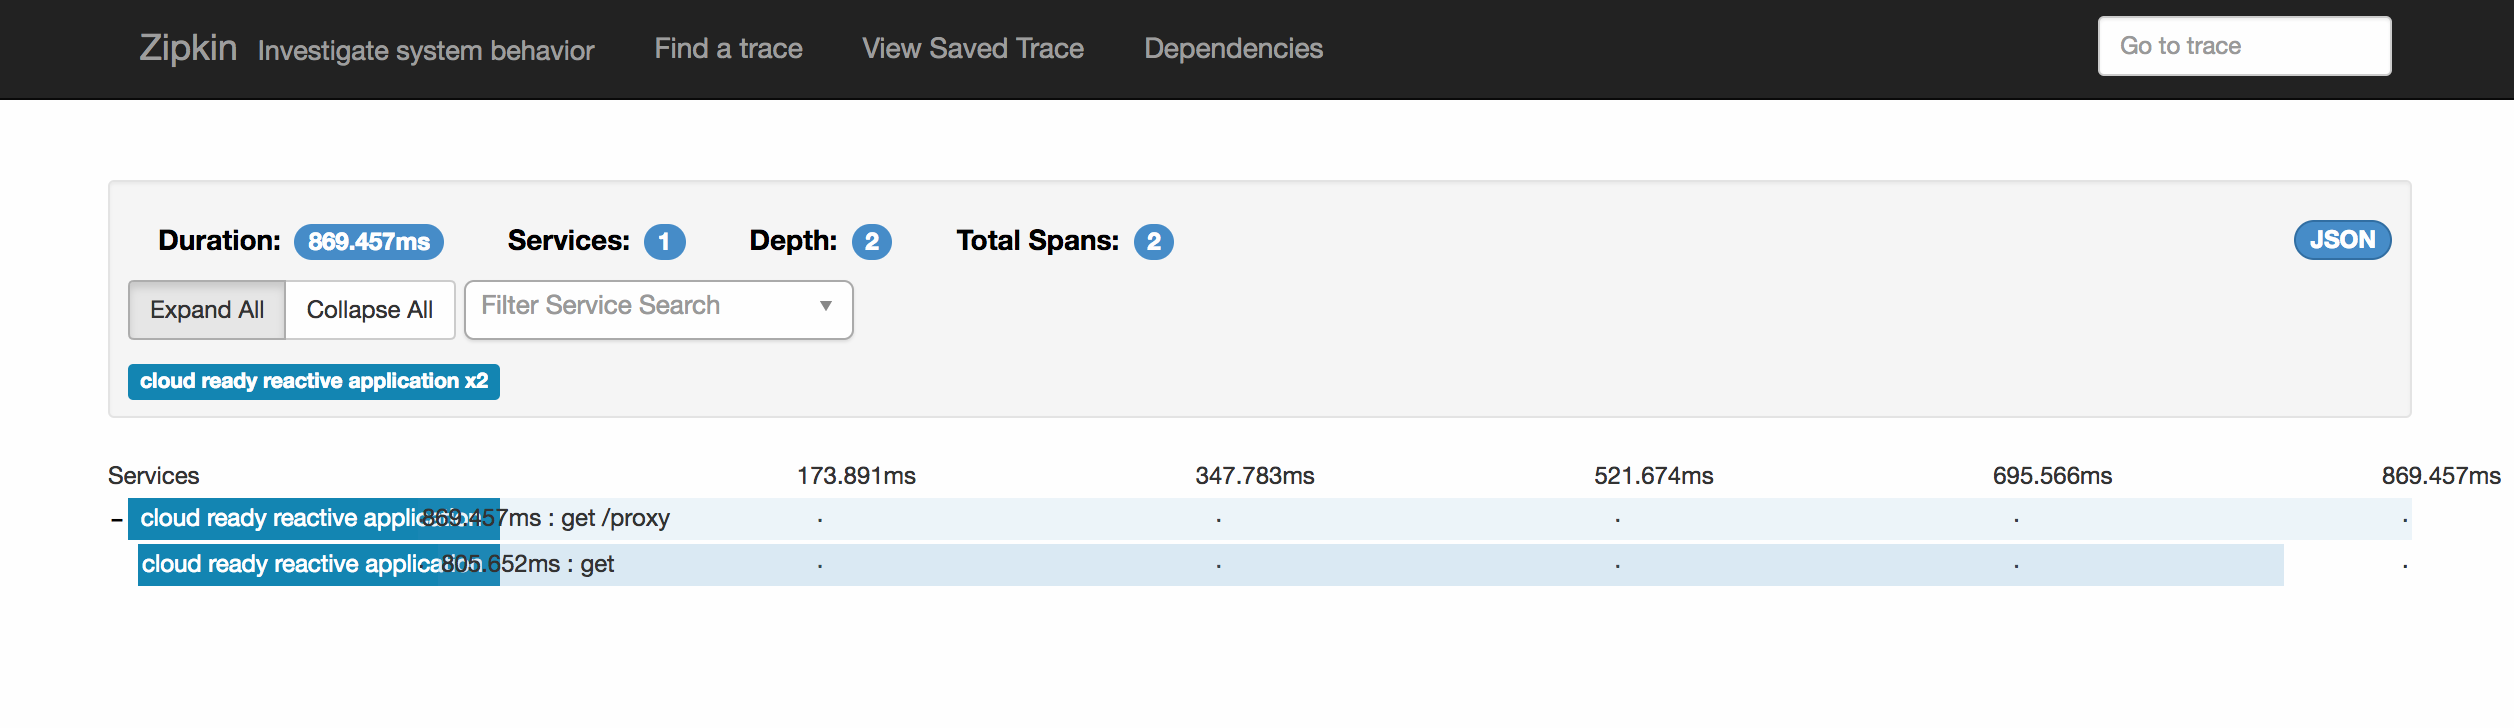 Zipkin Investigate system behavior Find a trace View Saved Trace Dependencies Go to trace
Duration: 869.457ms Services: 1 Depth: 2 Total Spans: 2 JSON
Expand All Collapse All Filter Service Search
cloud ready reactive application x2
Services 173.891ms 347.783ms 521.674ms 695.566ms 869.457ms
cloud ready reactive application 869.457ms : get /proxy
cloud ready reactive application 805.652ms : get